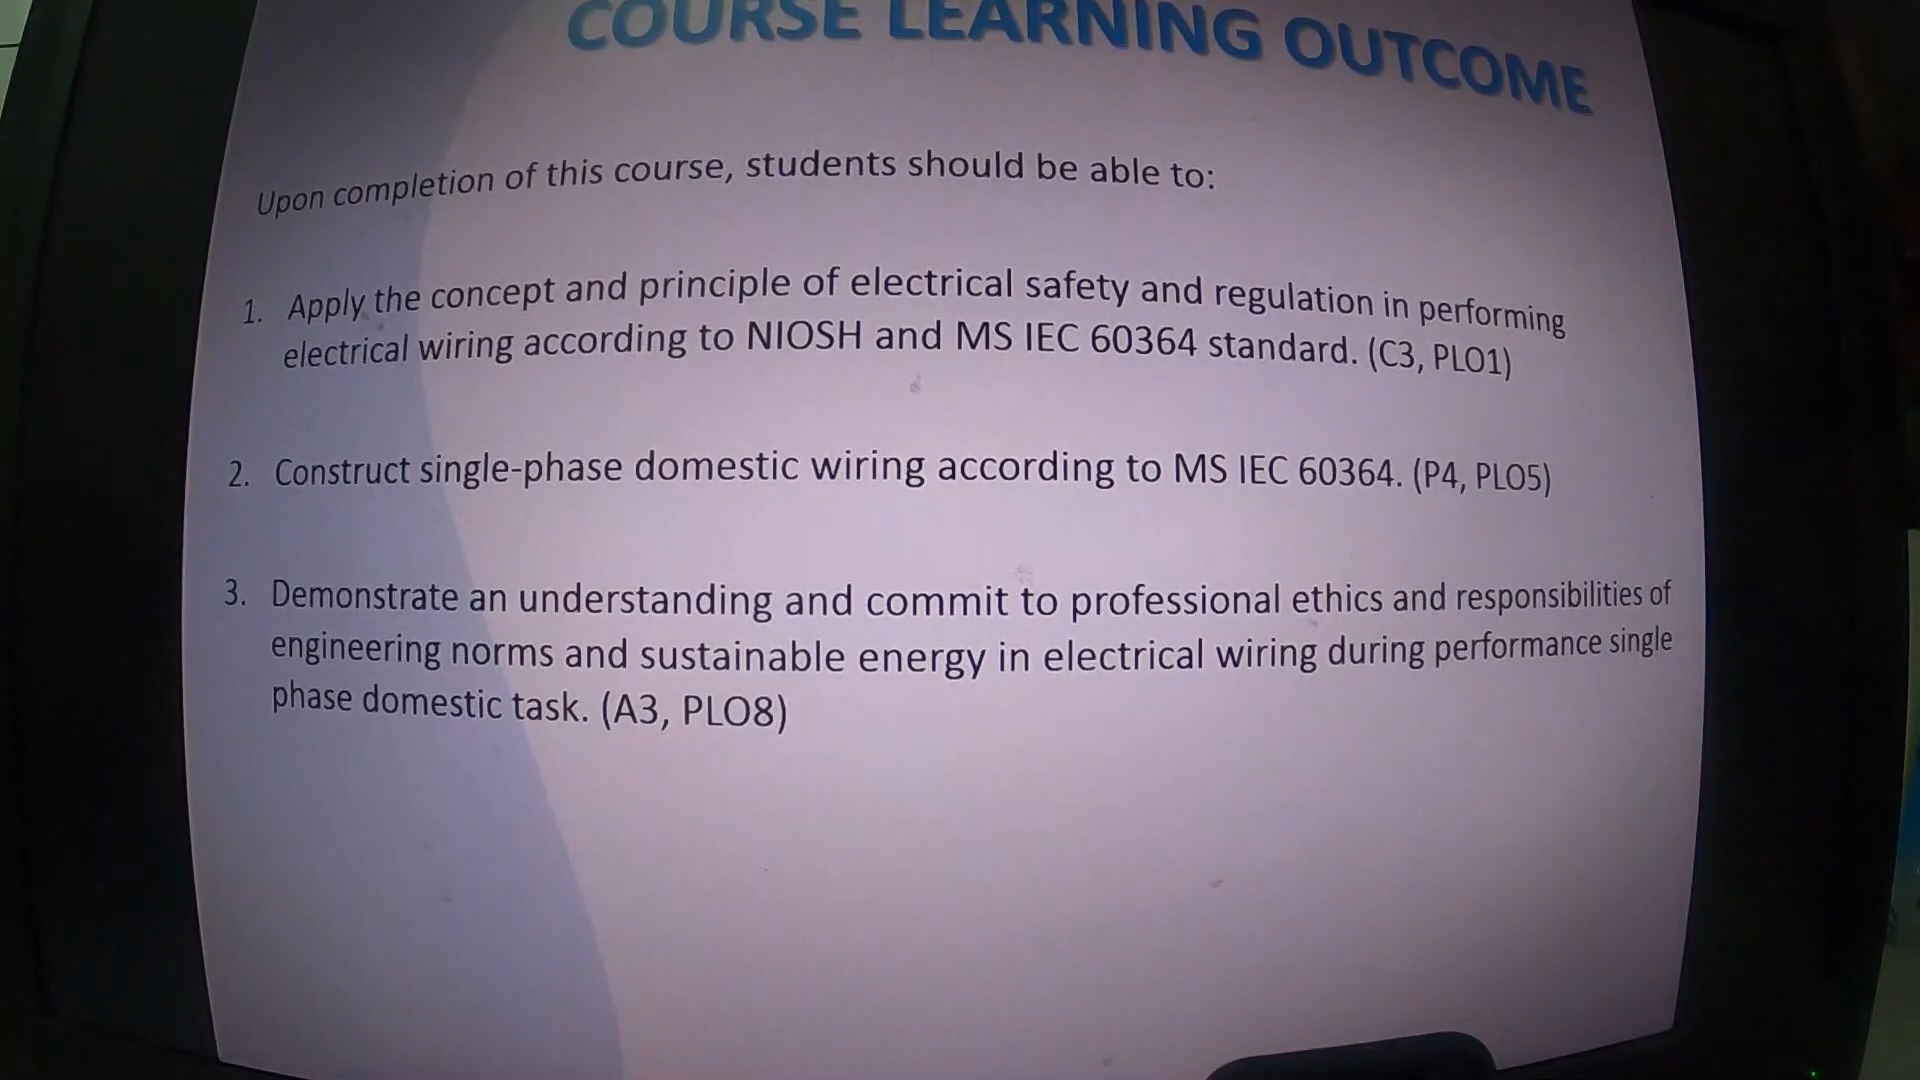 COURSE LEARNING OUTCOME
Upon completion of this course, students should be able to:
1. Apply the concept and principle of electrical safety and regulation in performing
electrical wiring according to NIOSH and MS IEC 60364 standard. (C3, PLO1)
2. Construct single-phase domestic wiring according to MS IEC 60364. (P4, PLO5)
3. Demonstrate an understanding and commit to professional ethics and responsibilities of
engineering norms and sustainable energy in electrical wiring during performance single
phase domestic task. (A3, PLO8)